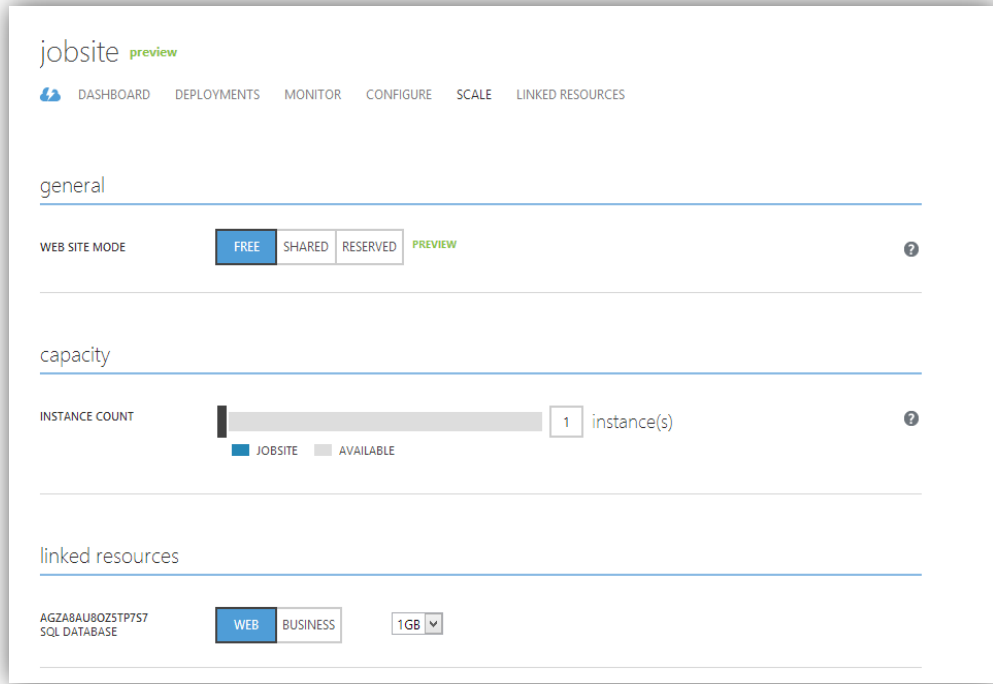 jobsite preview
DASHBOARD DEPLOYMENTS MONITOR CONFIGURE SCALE LINKED RESOURCES
general
WEB SITE MODE FREE SHARED RESERVED PREVIEW ?
capacity
INSTANCE COUNT 1 instance(s) ?
JOBSITE AVAILABLE
linked resources
AGZA8AU8OZ5TP7S7
SQL DATABASE WEB BUSINESS 1GB